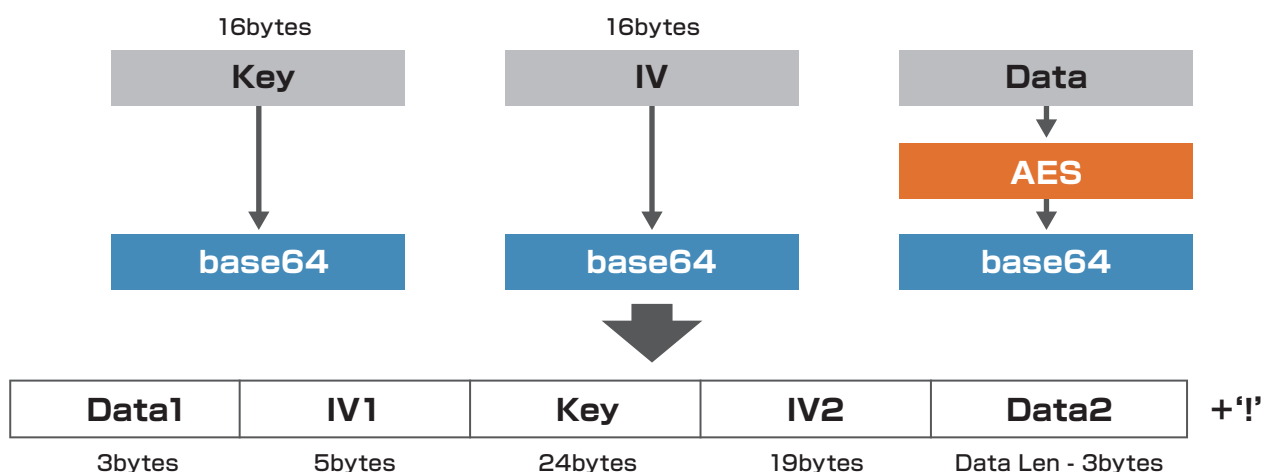 16bytes 16bytes
Key IV Data
AES
base64 base64 base64
Data1 IV1 Key IV2 Data2 +‘!’
3bytes 5bytes 24bytes 19bytes Data Len - 3bytes